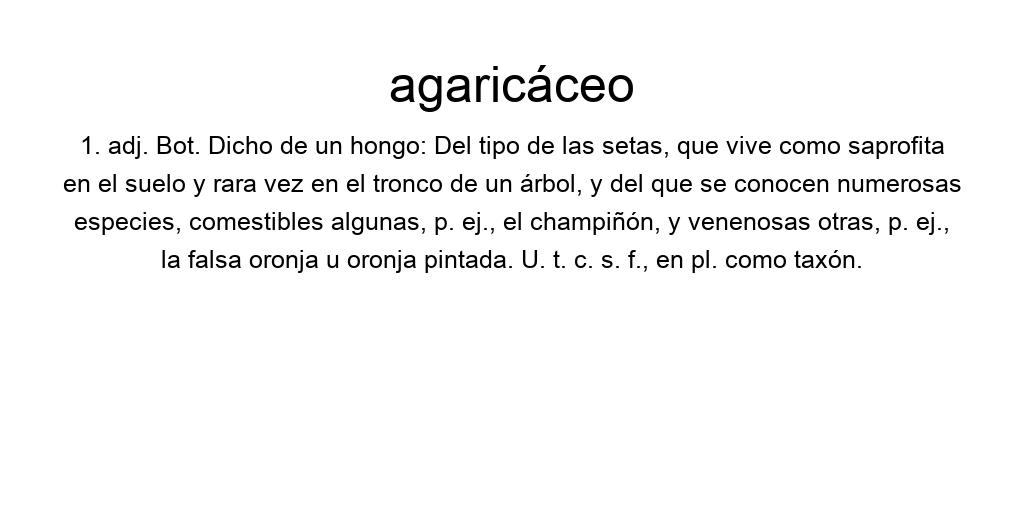 agaricáceo
1. adj. Bot. Dicho de un hongo: Del tipo de las setas, que vive como saprofita
en el suelo y rara vez en el tronco de un árbol, y del que se conocen numerosas
especies, comestibles algunas, p. ej., el champiñón, y venenosas otras, p. ej.,
la falsa oronja u oronja pintada. U. t. c. s. f., en pl. como taxón.